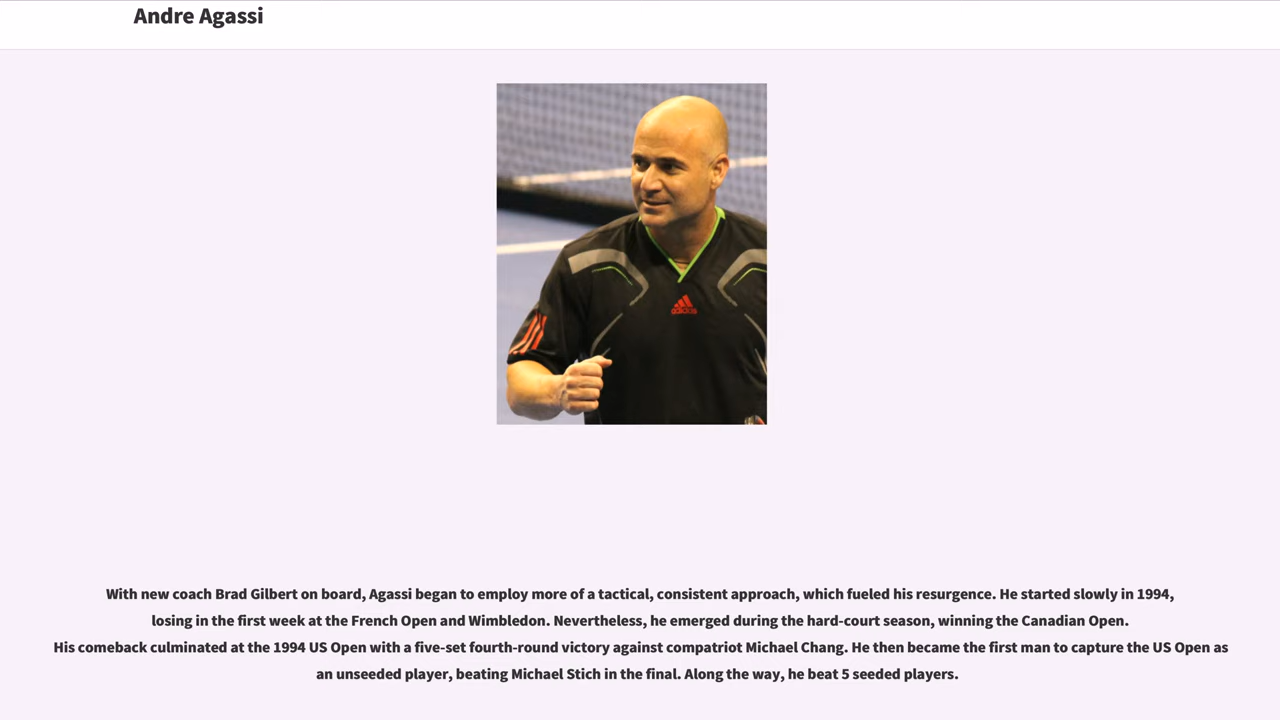 Andre Agassi
adidas
With new coach Brad Gilbert on board, Agassi began to employ more of a tactical, consistent approach, which fueled his resurgence. He started slowly in 1994,
losing in the first week at the French Open and Wimbledon. Nevertheless, he emerged during the hard-court season, winning the Canadian Open.
His comeback culminated at the 1994 US Open with a five-set fourth-round victory against compatriot Michael Chang. He then became the first man to capture the US Open as
an unseeded player, beating Michael Stich in the final. Along the way, he beat 5 seeded players.